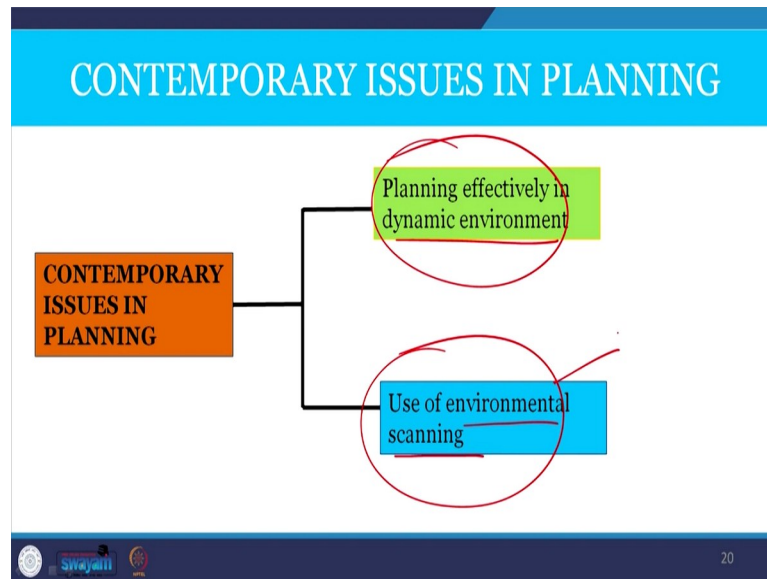 CONTEMPORARY ISSUES IN PLANNING
Planning effectively in
dynamic environment
CONTEMPORARY
ISSUES IN
PLANNING
Use of environmental
scanning
swayam
20